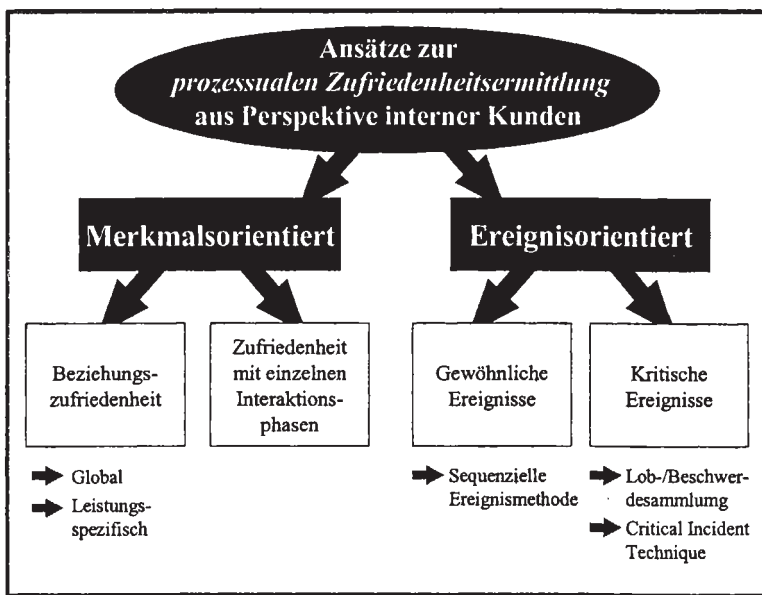 Ansätze zur
prozessualen Zufriedenheitsermittlung
aus Perspektive interner Kunden
Merkmalsorientiert
Ereignisorientiert
Beziehungs-
zufriedenheit
Zufriedenheit
mit einzelnen
Interaktions-
phasen
Gewöhnliche
Ereignisse
Kritische
Ereignisse
Global
Leistungs-
spezifisch
Sequenzielle
Ereignismethode
Lob-/Beschwer-
desammlumg
Critical Incident
Technique